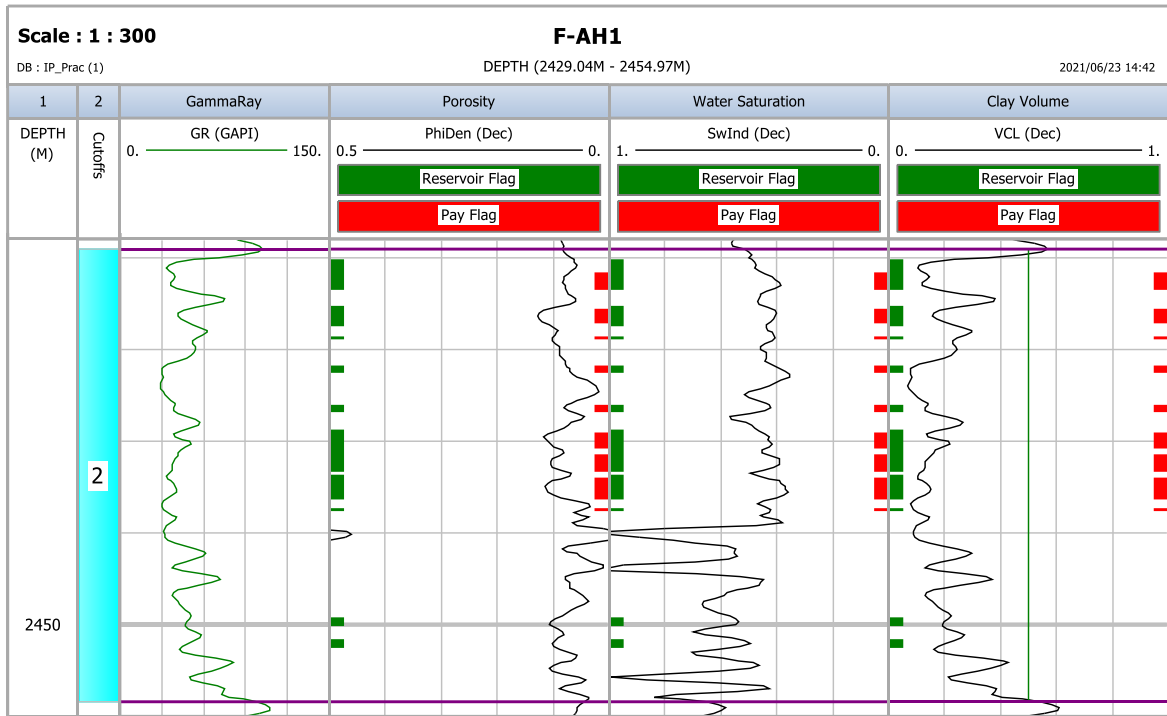 Scale : 1 : 300
F-AH1
DB : IP_Prac (1)
DEPTH (2429.04M - 2454.97M)
2021/06/23 14:42
1
2
GammaRay
Porosity
Water Saturation
Clay Volume
DEPTH
(M)
Cutoffs
GR (GAPI)
0.
150.
PhiDen (Dec)
0.5
0.
Reservoir Flag
Pay Flag
SwInd (Dec)
1.
0.
Reservoir Flag
Pay Flag
VCL (Dec)
0.
1.
Reservoir Flag
Pay Flag
2
2450